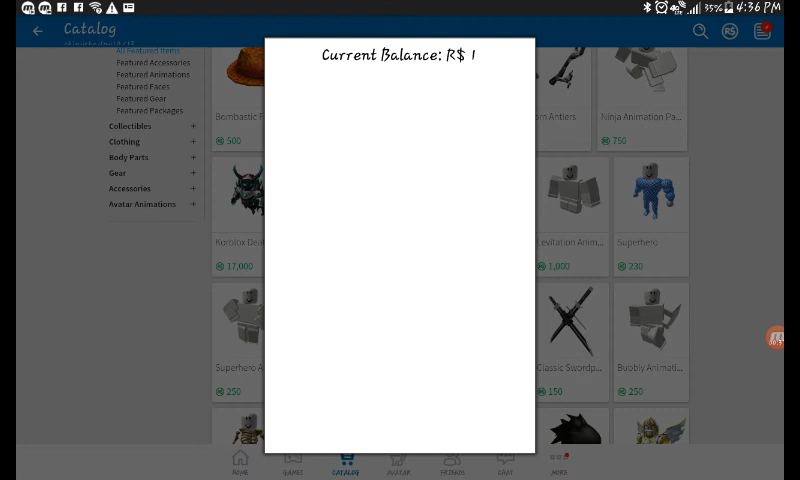 35% 4:36 PM
Catalog
Current Balance: R$ 1
All Featured Items
Featured Accessories
Featured Animations
Featured Faces
Featured Gear
Featured Packages
Collectibles +
Clothing +
Body Parts +
Gear +
Accessories +
Avatar Animations +
Bombastic F
500
Ninja Animation Pa...
750
Korblox Dea
17,000
Levitation Anim...
1,000
Superhero
230
Superhero A
250
Classic Swordp...
150
Bubbly Animati...
250
HOME GAMES CATALOG AVATAR FRIENDS CHAT MORE